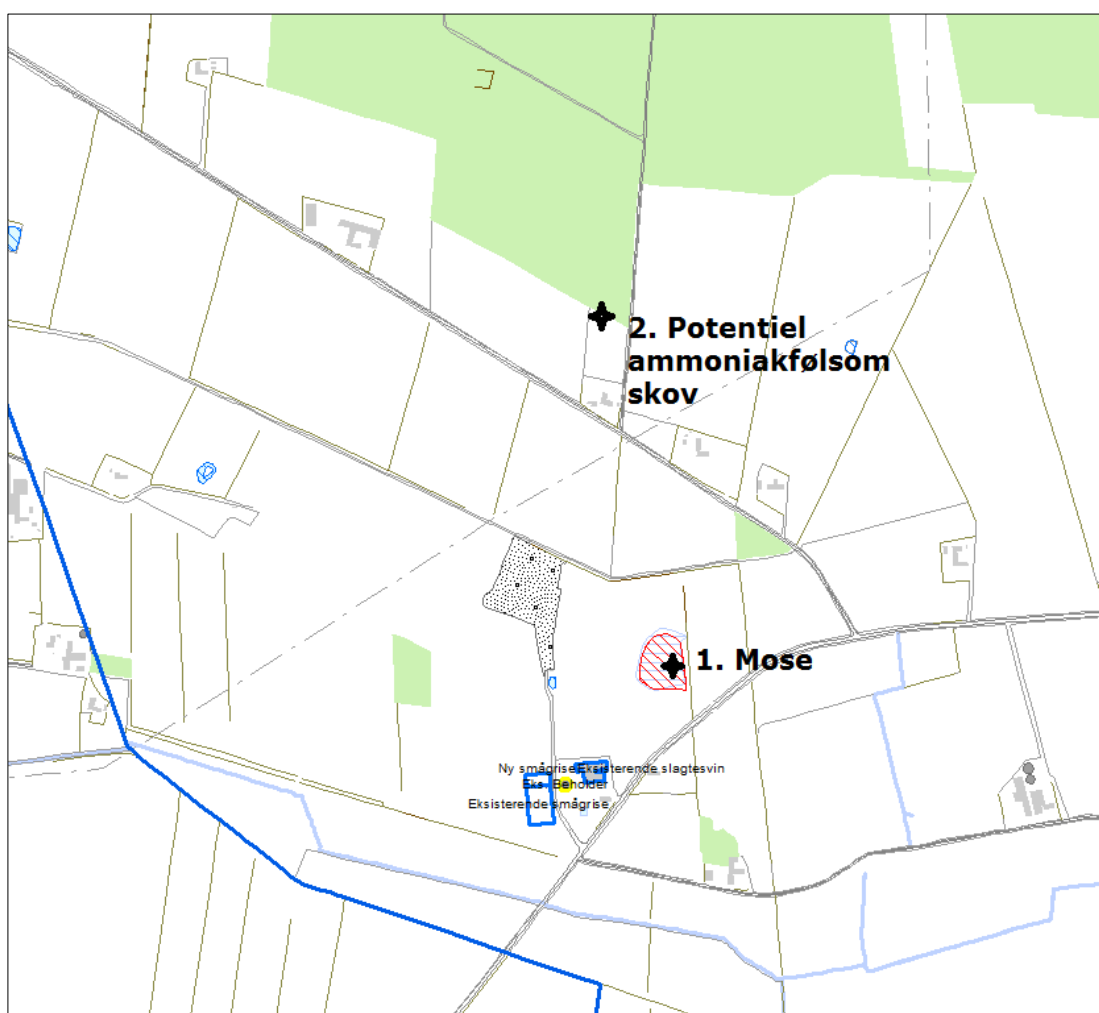 2. Potentiel
ammoniakfølsom
skov
1. Mose
Ny smågrise Eksisterende slagtesvin
Eks. Beholder
Eksisterende smågrise